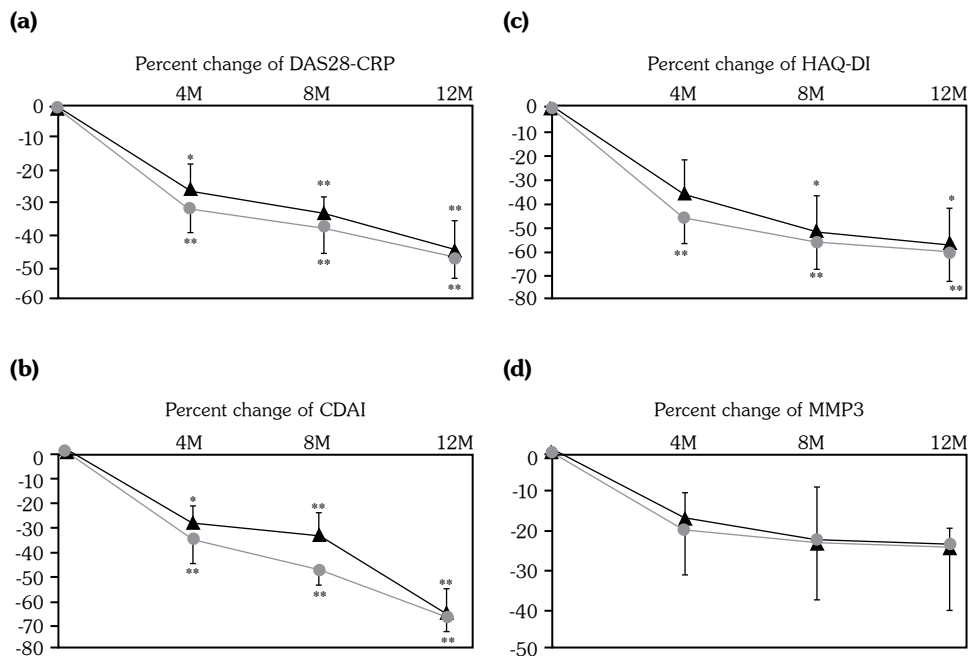 (a)
Percent change of DAS28-CRP
4M 8M 12M
0
-10
-20
-30
-40
-50
-60
* ** **
** ** **
(c)
Percent change of HAQ-DI
4M 8M 12M
0
-10
-20
-30
-40
-50
-60
-70
-80
* *
** ** **
(b)
Percent change of CDAI
4M 8M 12M
0
-10
-20
-30
-40
-50
-60
-70
-80
* ** **
** ** **
(d)
Percent change of MMP3
4M 8M 12M
0
-10
-20
-30
-40
-50